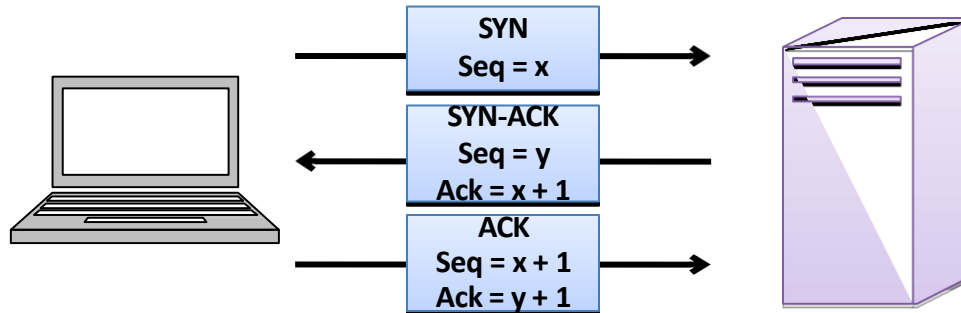 SYN
Seq = x
SYN-ACK
Seq = y
Ack = x + 1
ACK
Seq = x + 1
Ack = y + 1